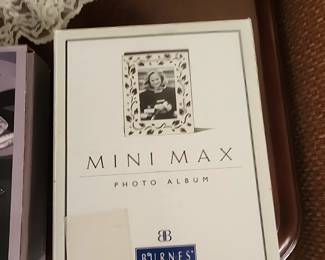 MINI MAX
PHOTO ALBUM
BB
BURNES